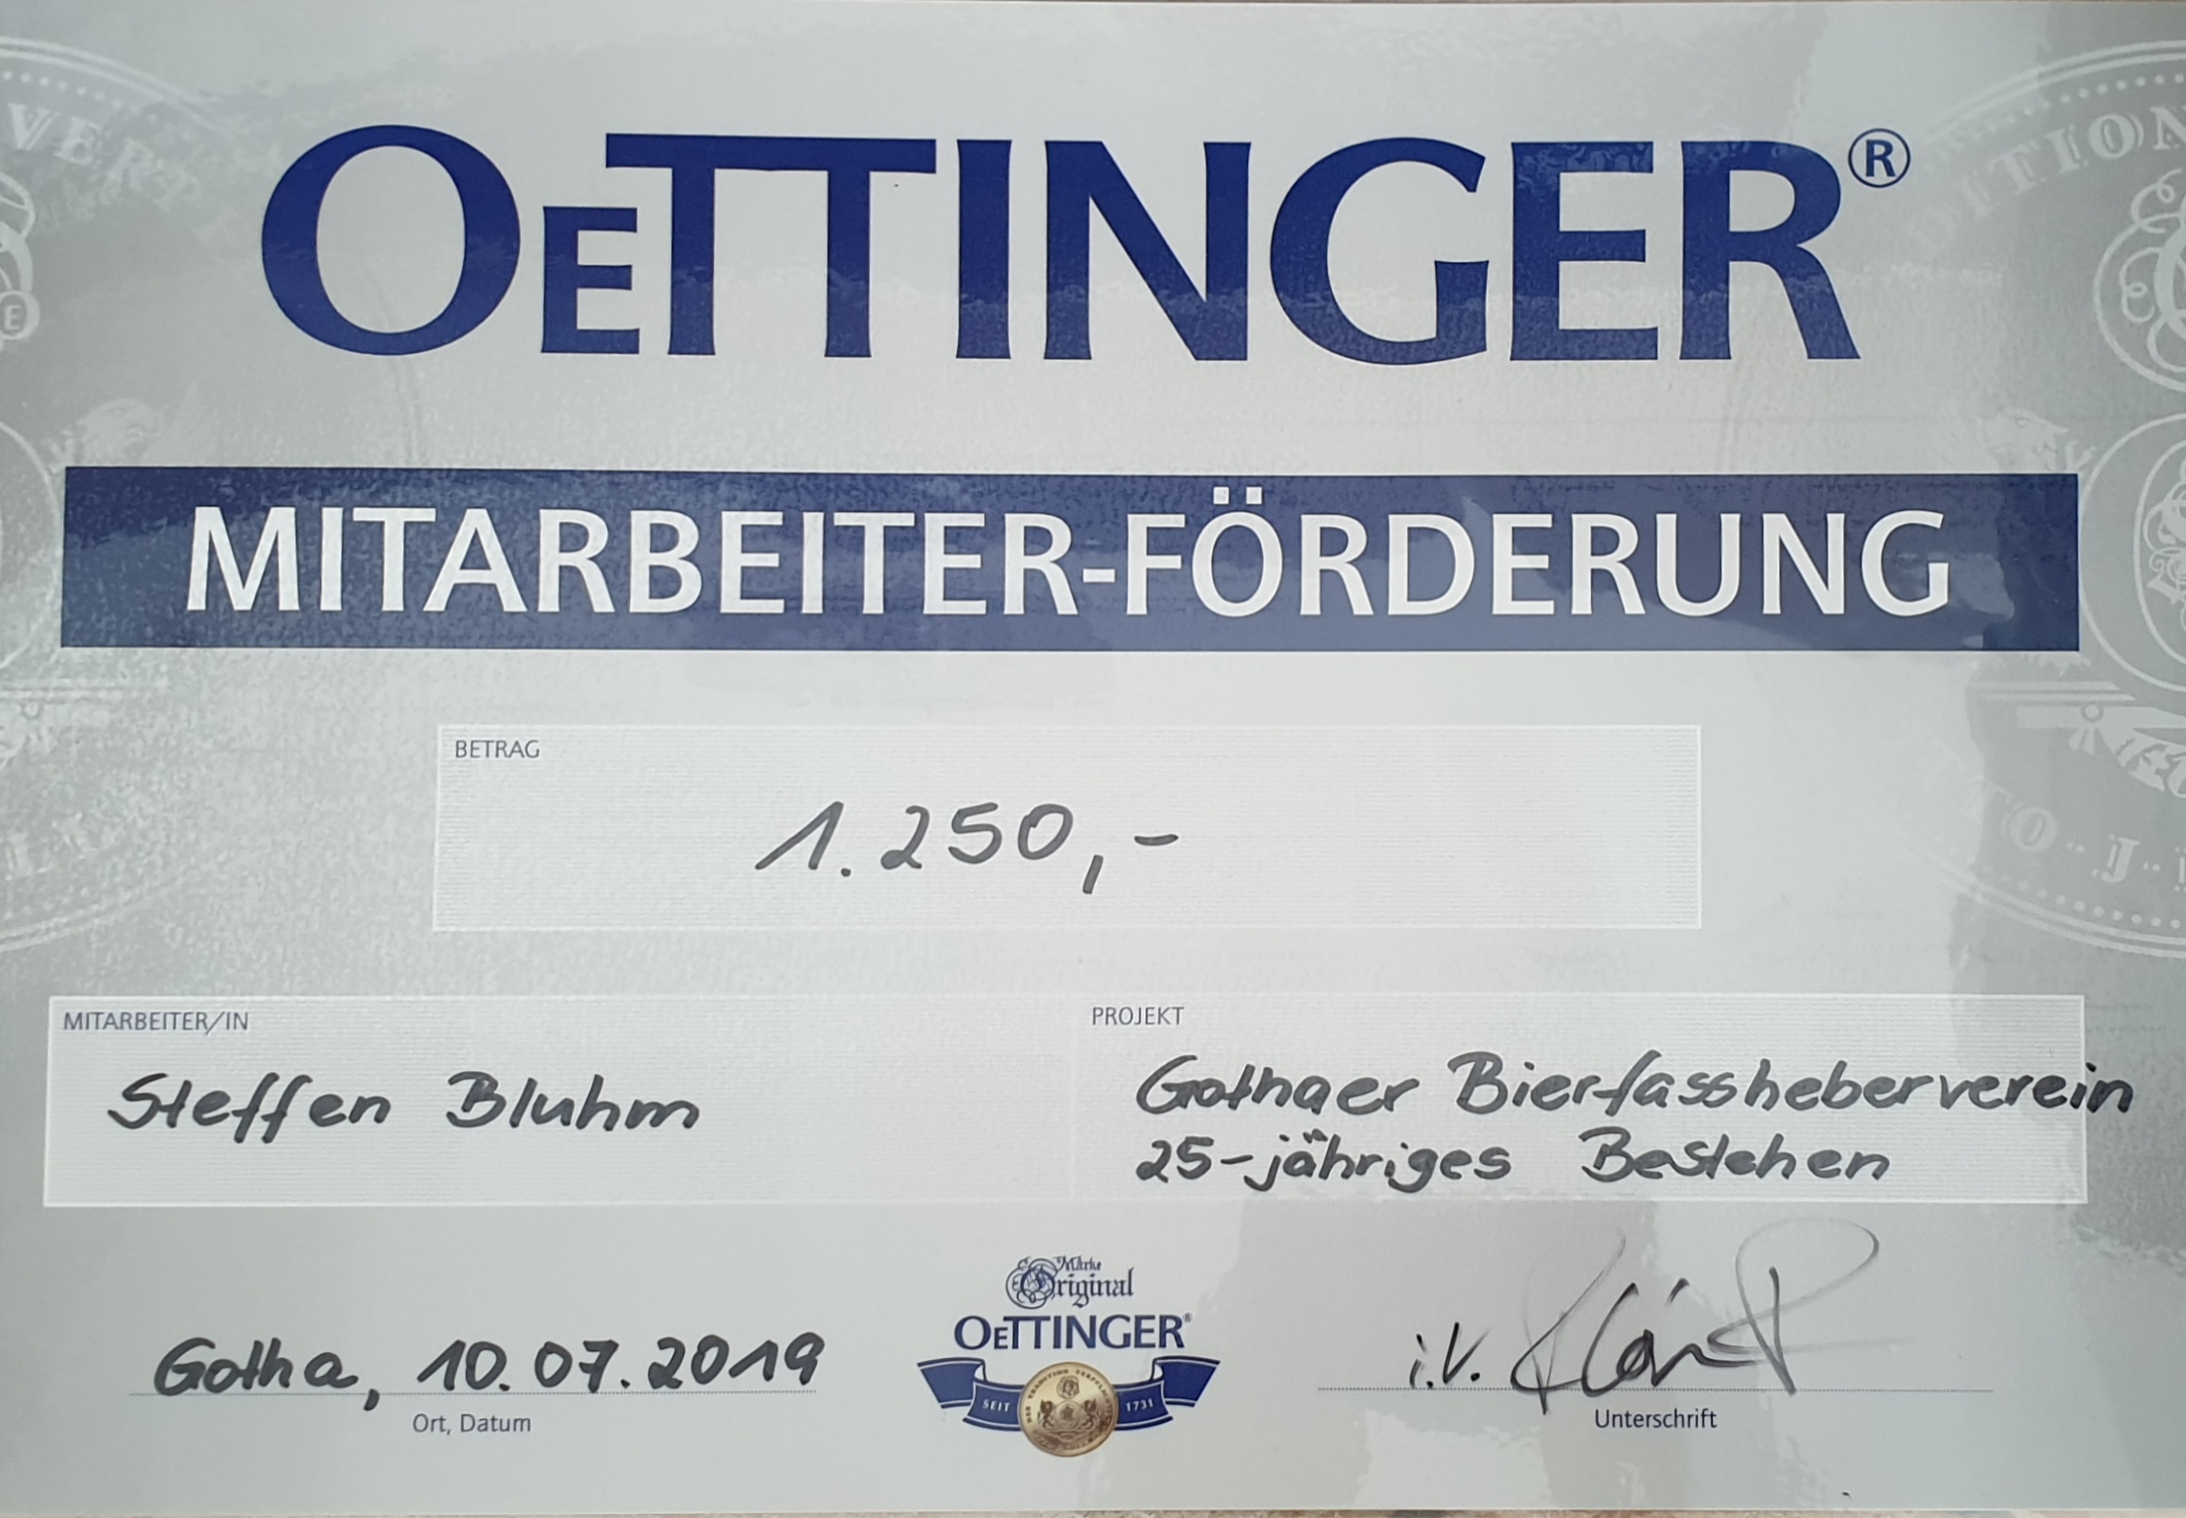 OETTINGER®
MITARBEITER-FÖRDERUNG
BETRAG
1.250,-
MITARBEITER/IN
Steffen Bluhm
PROJEKT
Gothaer Bierfassheberverein
25-jähriges Bestehen
Gotha, 10.07.2019
Ort, Datum
Marke
Original
OETTINGER®
SEIT 1731
i.V.
Unterschrift